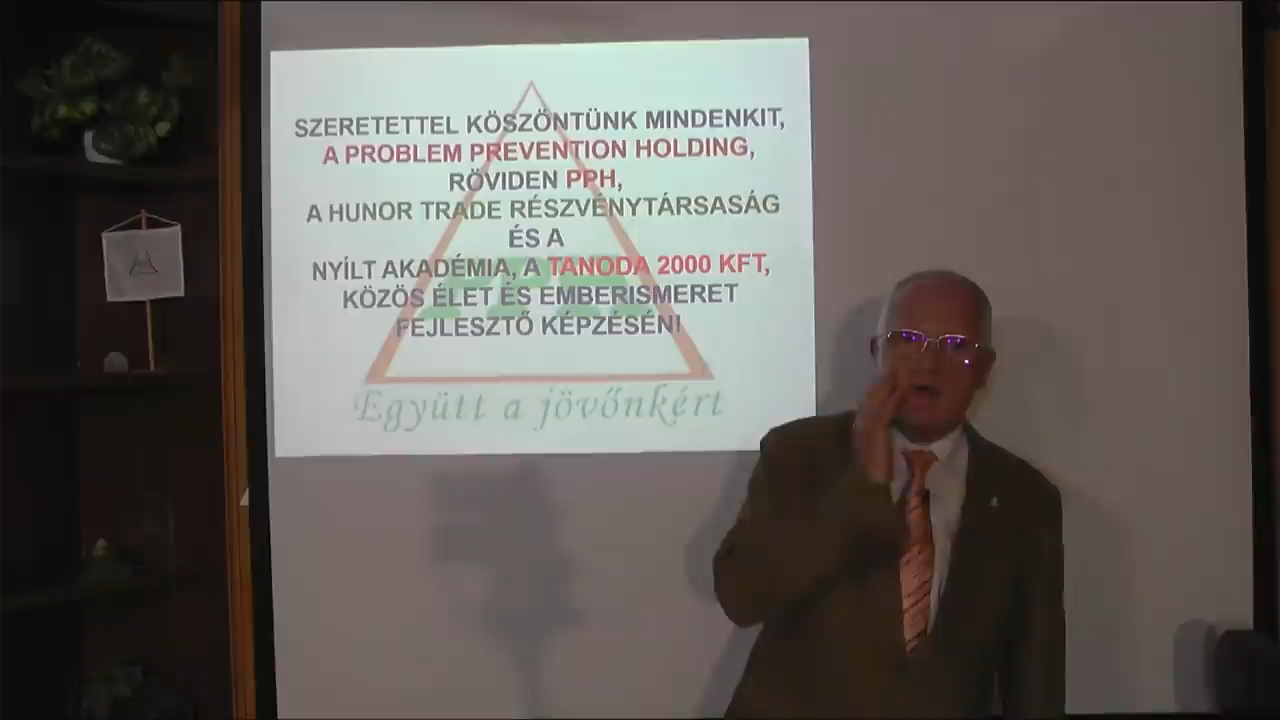 SZERETETTEL KÖSZÖNTÜNK MINDENKIT,
A PROBLEM PREVENTION HOLDING,
RÖVIDEN PPH,
A HUNOR TRADE RÉSZVÉNYTÁRSASÁG
ÉS A
NYÍLT AKADÉMIA, A TANODA 2000 KFT,
KÖZÖS ÉLET ÉS EMBERISMERET
FEJLESZTŐ KÉPZÉSÉN!
Együtt a jövőnkért